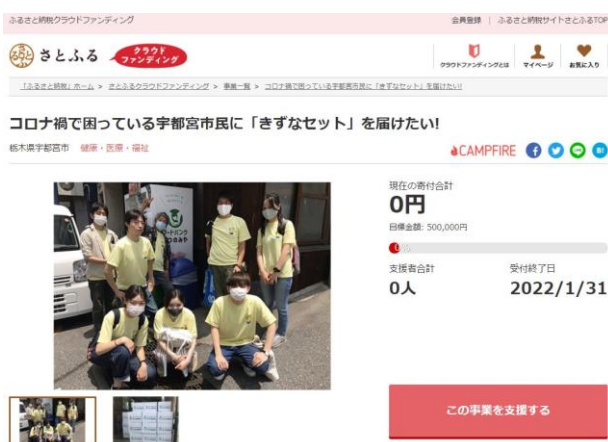 ふるさと納税クラウドファンディング
会員登録 | ふるさと納税サイトさとふるTOP
さとふる クラウドファンディング
クラウドファンディングとは マイページ お気に入り
「ふるさと納税」ホーム > さとふるクラウドファンディング > 事業一覧 > コロナ禍で困っている宇都宮市民に「きずなセット」を届けたい!
コロナ禍で困っている宇都宮市民に「きずなセット」を届けたい!
栃木県宇都宮市 健康・医療・福祉
CAMPFIRE
現在の寄付合計
0円
目標金額: 500,000円
0%
支援者合計 受付終了日
0人 2022/1/31
この事業を支援する